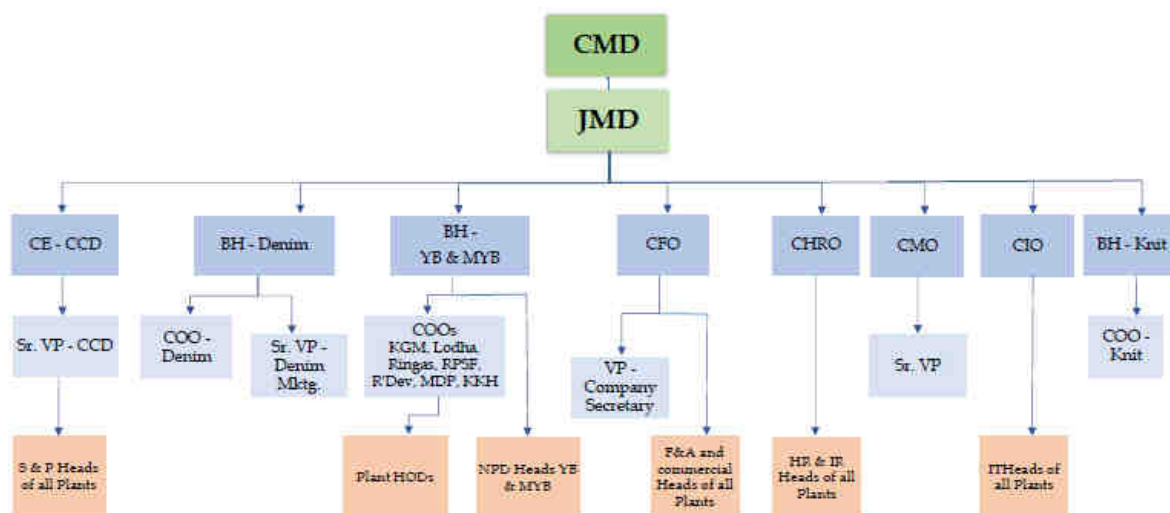 CMD
JMD
CE - CCD
BH - Denim
BH -
YB & MYB
CFO
CHRO
CMO
CIO
BH - Knit
Sr. VP - CCD
COO -
Denim
Sr. VP -
Denim
Mktg.
COOs
KGM, Lodha,
Ringas, RPSF,
R'Dev, MDP, KKH
VP -
Company
Secretary
Sr. VP
COO -
Knit
S & P Heads
of all Plants
Plant HODs
NPD Heads YB
& MYB
F&A and
commercial
Heads of all
Plants
HR & IR Heads of
all Plants
ITHeads of
all Plants